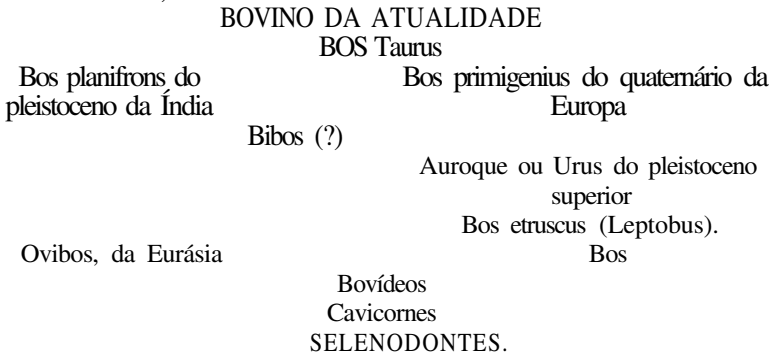 BOVINO DA ATUALIDADE
BOS Taurus
Bos planifrons do
pleistoceno da Índia
Bos primigenius do quaternário da
Europa
Bibos (?)
Auroque ou Urus do pleistoceno
superior
Bos etruscus (Leptobus).
Ovibos, da Eurásia
Bos
Bovídeos
Cavicornes
SELENODONTES.